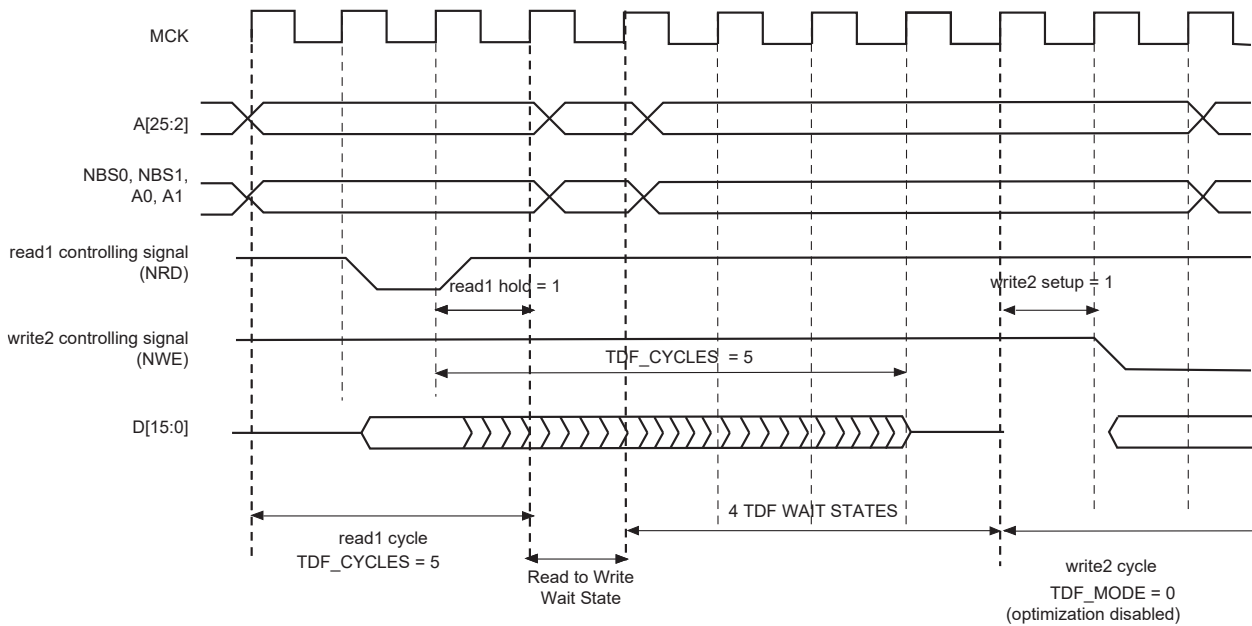 MCK
A[25:2]
NBS0, NBS1,
A0, A1
read1 controlling signal
(NRD)
read1 hold = 1
write2 setup = 1
write2 controlling signal
(NWE)
TDF_CYCLES = 5
D[15:0]
4 TDF WAIT STATES
read1 cycle
TDF_CYCLES = 5
Read to Write
Wait State
write2 cycle
TDF_MODE = 0
(optimization disabled)